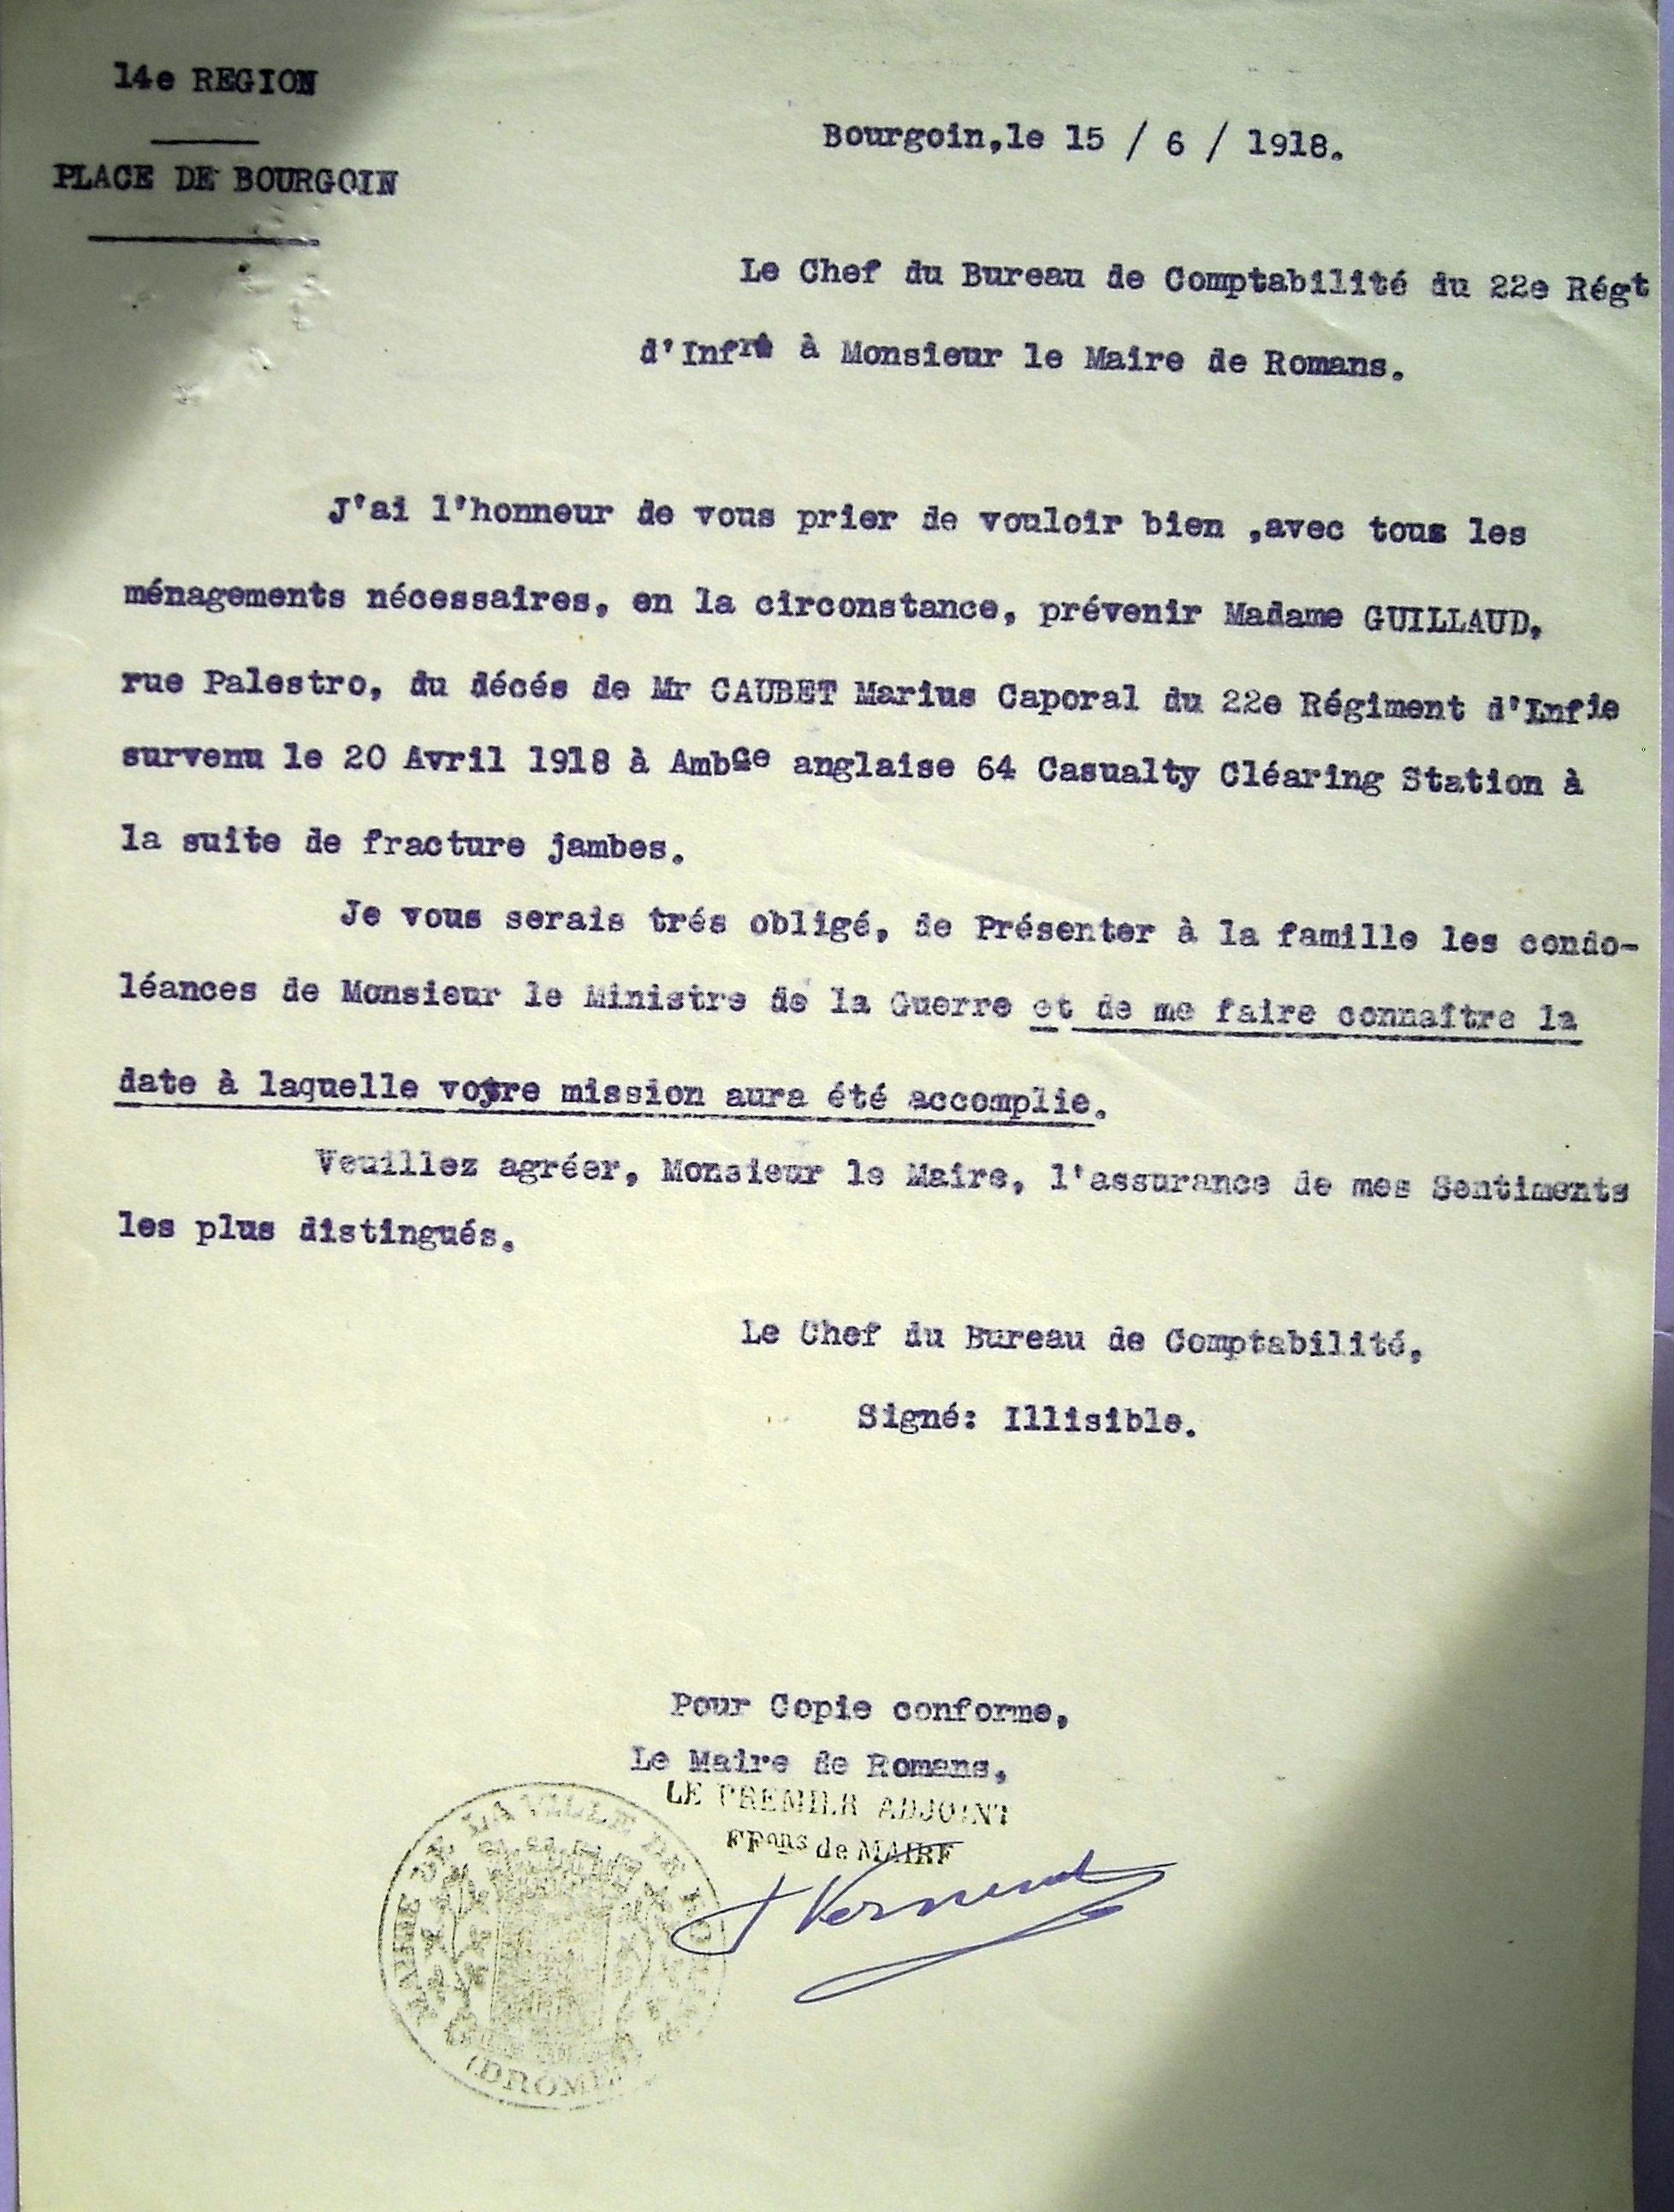 14e REGION
PLACE DE BOURGOIN
Bourgoin,le 15 / 6 / 1918.
Le Chef du Bureau de Comptabilité du 22e Régt
d'Infre à Monsieur le Maire de Romans.
J'ai l'honneur de vous prier de vouloir bien ,avec tous les
ménagements nécessaires, en la circonstance, prévenir Madame GUILLAUD,
rue Palestro, du décés de Mr CAUBET Marius Caporal du 22e Régiment d'Infie
survenu le 20 Avril 1918 à Ambce anglaise 64 Casualty Cléaring Station à
la suite de fracture jambes.
Je vous serais trés obligé, de Présenter à la famille les condo-
léances de Monsieur le Ministre de la Guerre et de me faire connaître la
date à laquelle votre mission aura été accomplie.
Veuillez agréer, Monsieur le Maire, l'assurance de mes Sentiments
les plus distingués.
Le Chef du Bureau de Comptabilité,
Signé: Illisible.
Pour Copie conforme,
Le Maire de Romans,
LE PREMIER ADJOINT
FFons de MAIRE
MAIRIE DE LA VILLE DE
(DROME)